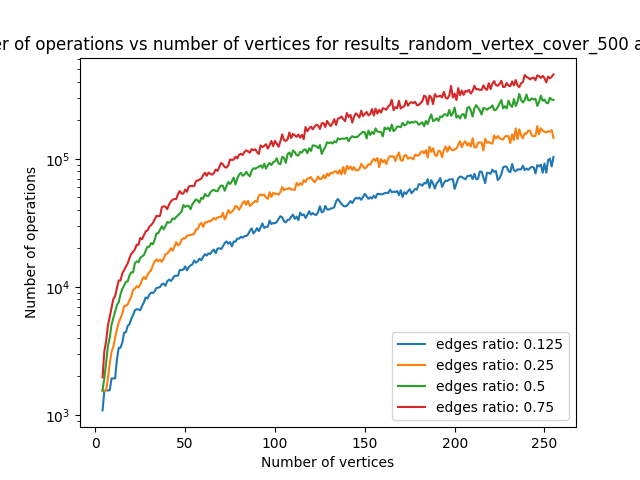 er of operations vs number of vertices for results_random_vertex_cover_500 a
Number of operations
10^5
10^4
10^3
0 50 100 150 200 250
Number of vertices
edges ratio: 0.125
edges ratio: 0.25
edges ratio: 0.5
edges ratio: 0.75